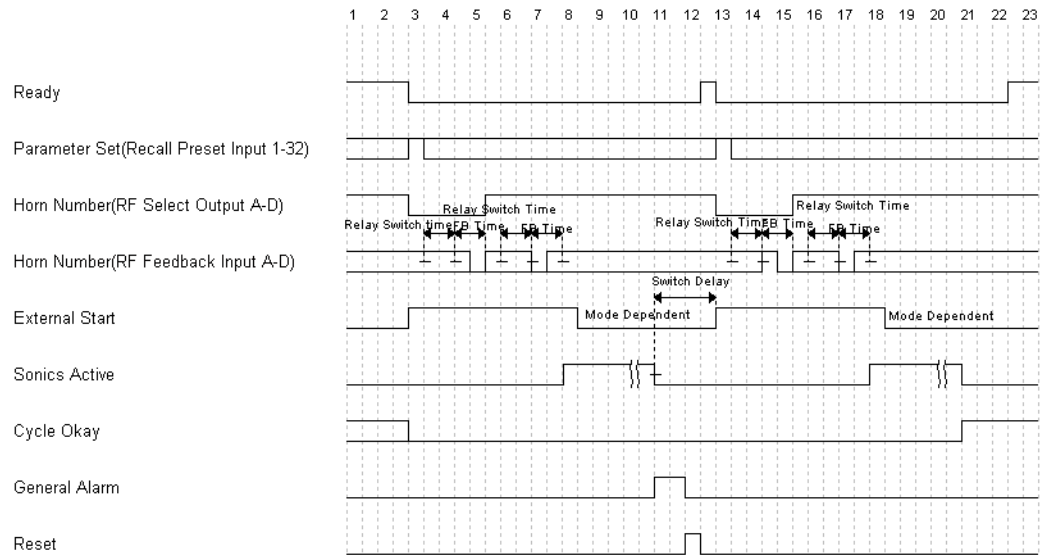 1 2 3 4 5 6 7 8 9 10 11 12 13 14 15 16 17 18 19 20 21 22 23
Ready
Parameter Set(Recall Preset Input 1-32)
Horn Number(RF Select Output A-D)
Relay Switch Time
Relay Switch Time
Relay Switch time
FB Time
FB Time
Relay Switch Time
FB Time
FB Time
Horn Number(RF Feedback Input A-D)
Switch Delay
External Start
Mode Dependent
Mode Dependent
Sonics Active
Cycle Okay
General Alarm
Reset